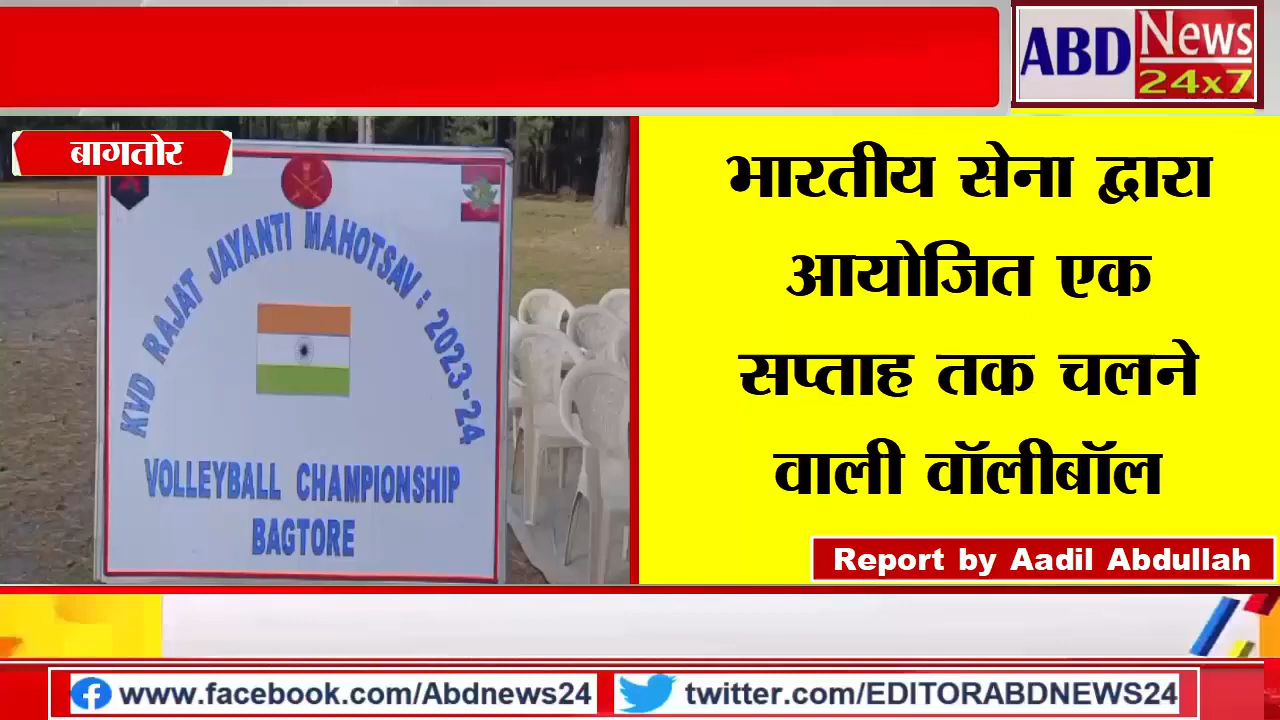 ABD News
24x7
बागतोर
KVD RAJAT JAYANTI MAHOTSAV : 2023-24
VOLLEYBALL CHAMPIONSHIP
BAGTORE
भारतीय सेना द्वारा
आयोजित एक
सप्ताह तक चलने
वाली वॉलीबॉल
Report by Aadil Abdullah
www.facebook.com/Abdnews24
twitter.com/EDITORABDNEWS24